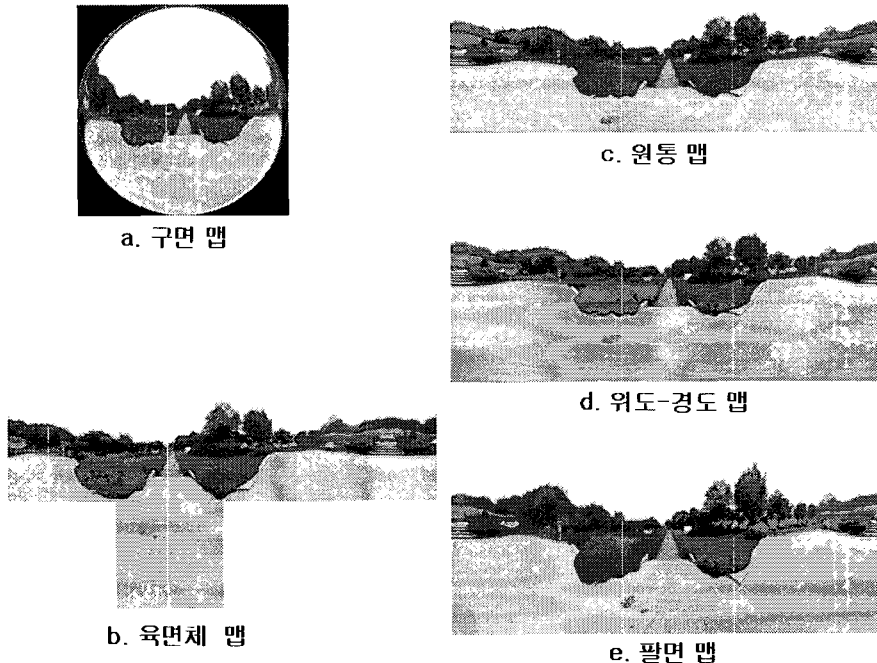 a. 구면 맵
b. 육면체 맵
c. 원통 맵
d. 위도-경도 맵
e. 팔면 맵